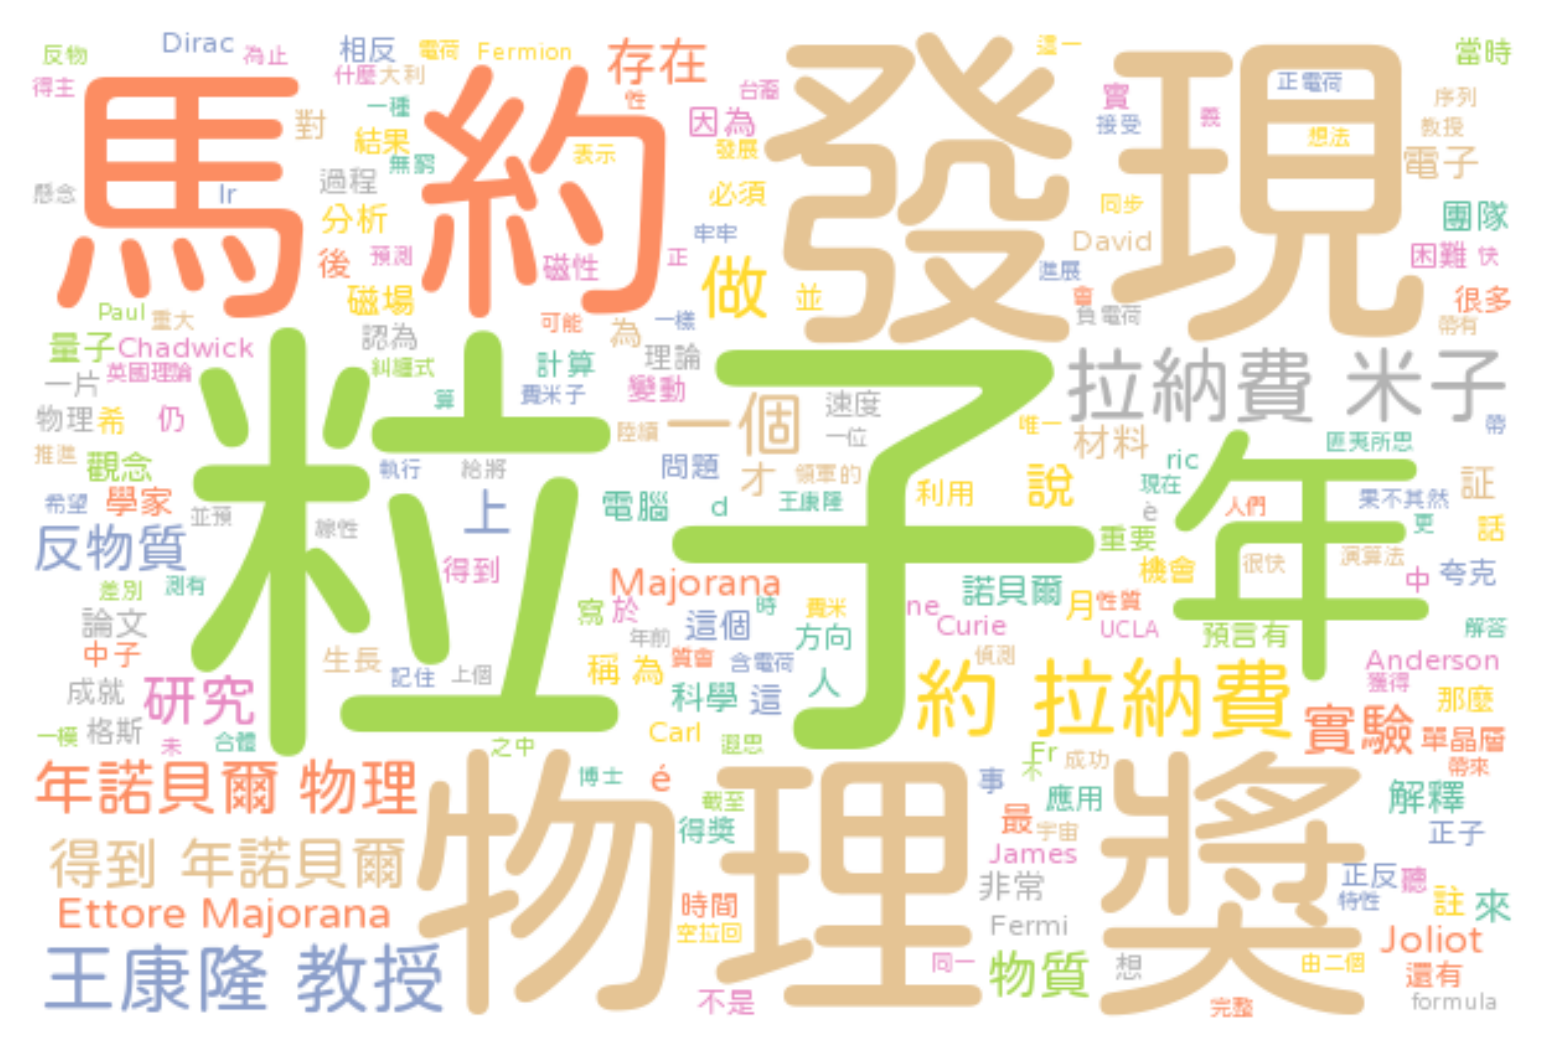 反物 Dirac 為止 相反 電荷 Fermion 存在 這一 當時
得主 什麼 大利 性 台裔 正電荷
馬 約 發現
一種 對 結果 無窮 表示 因為 發展 實 接受 義 想法 序列 教授 電子
懸念 Ir 過程 分析 必須 同步 團隊
後 預測 磁性 正 牢牢 David 進展 困難 快
磁場 做 並 會 負電荷 很多 帶有
Paul 重大 可能 為 一樣
量子 Chadwick 認為 計算 理論
一片 英國理論 糾纏式 費米子 變動 拉納費 米子
物理 希 仍 算 一個 速度 唯一 帶
粒子 年
推進 觀念 執行 給將 陸續 一位 問題 材料 匪夷所思
希望 學家 並預 上 電腦 d 才 領軍的 王康隆 利用 說 ric 現在 è 人們 果不其然 証
反物質 線性 得到 重要 更 話
差別 測有 Majorana 諾貝爾 機會 很快 演算法 中 夸克
論文 寫 於 時 費米 ne 月 性質
中子 年前 這個 方向 Curie UCLA 預言有 解答
生長 記住 上個 稱 為 質會 含電荷 偵測 Anderson
成就 研究 科學 這 人 約 拉納費 獲得 那麼
一模 格斯 未 合體 Carl 遐思 實驗 單晶層
之中 Fr 不 成功 帶來
年諾貝爾 物理 博士 é 截至 事 應用 解釋
物理 獎
得到 年諾貝爾 得獎 最 宇宙 正子
James 正反 聽
Ettore Majorana 時間 非常 特性 註 來
空拉回 Fermi Joliot
王康隆 教授 同一 物質 想 由二個 還有
不是 完整 formula